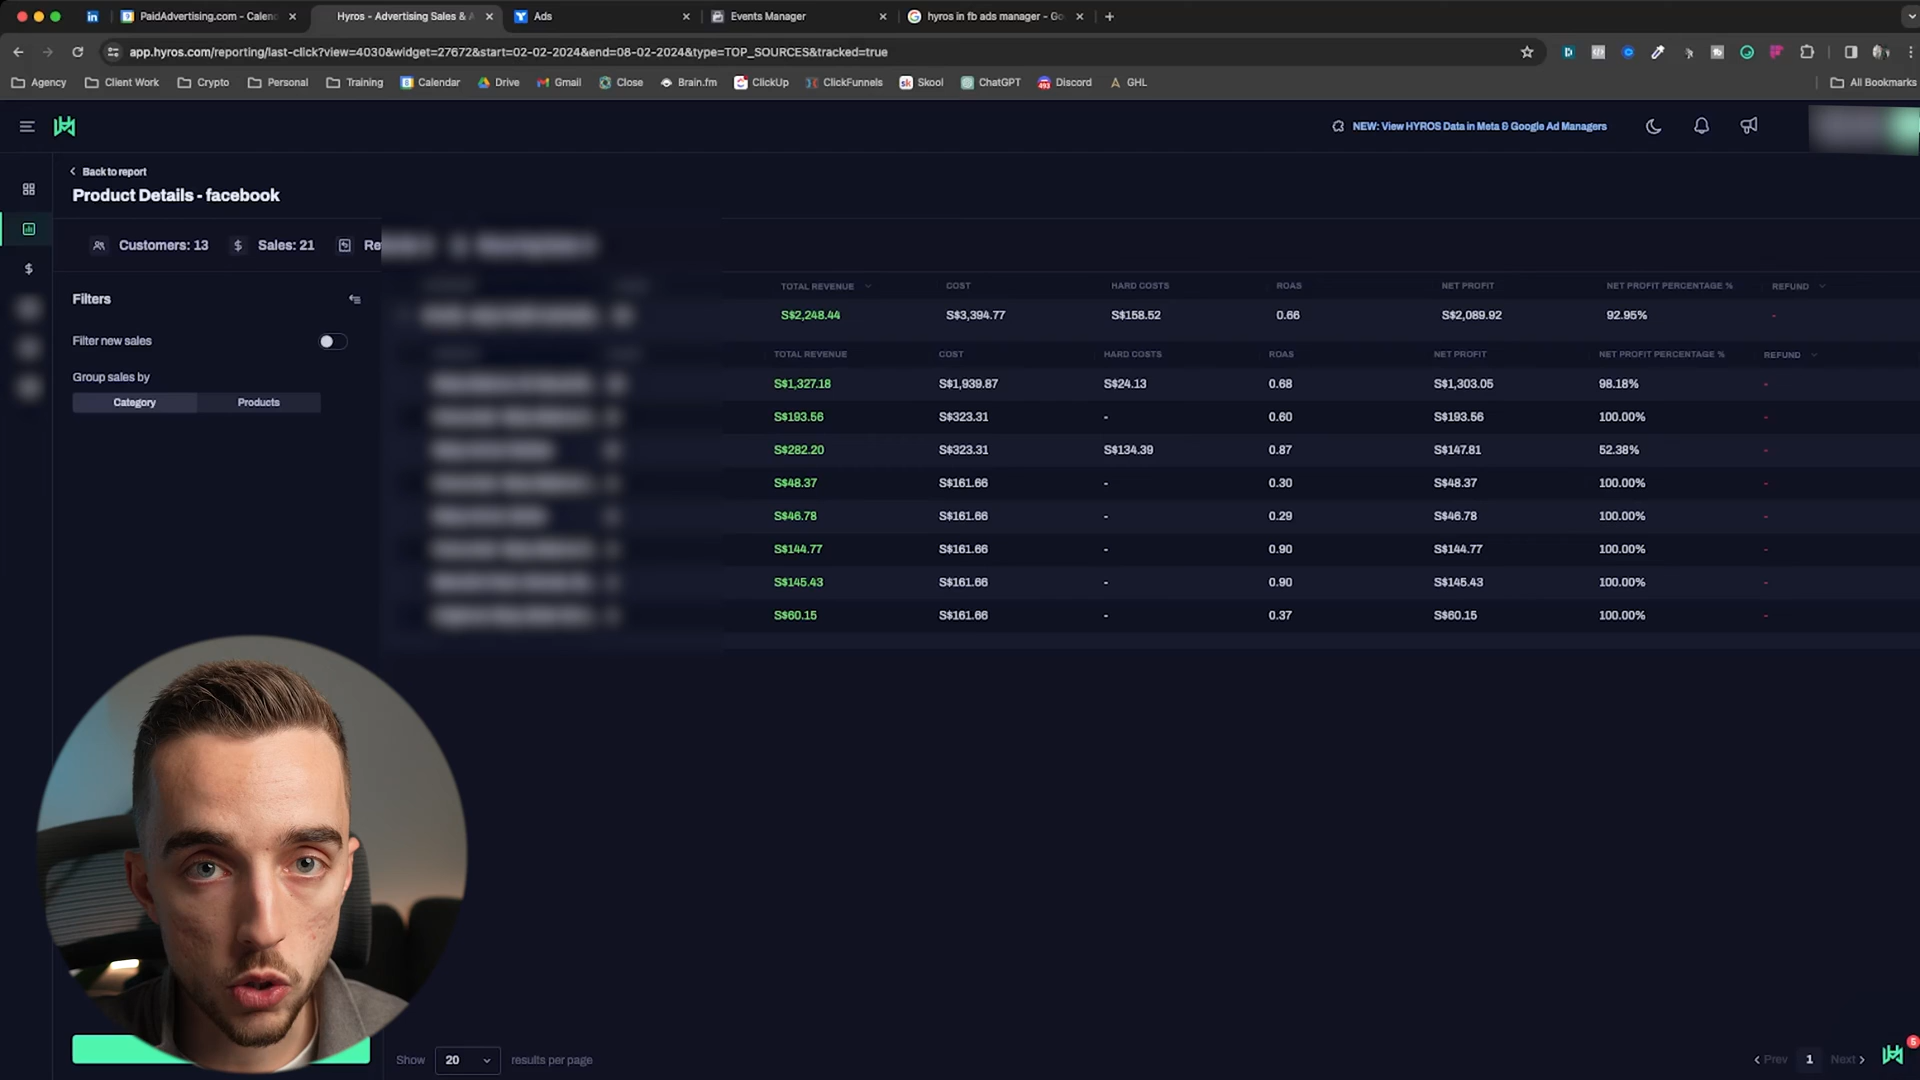 PaidAdvertising.com - Calend
Hyros - Advertising Sales & A
Ads
Events Manager
hyros in fb ads manager - Go
app.hyros.com/reporting/last-click?view=4030&widget=27672&start=02-02-2024&end=08-02-2024&type=TOP_SOURCES&tracked=true
Agency
Client Work
Crypto
Personal
Training
Calendar
Drive
Gmail
Close
Brain.fm
ClickUp
ClickFunnels
Skool
ChatGPT
Discord
GHL
All Bookmarks
NEW: View HYROS Data in Meta & Google Ad Managers
Back to report
Product Details - facebook
Customers: 13 $ Sales: 21 Re
Filters
Filter new sales
Group sales by
Category Products
TOTAL REVENUE COST HARD COSTS ROAS NET PROFIT NET PROFIT PERCENTAGE % REFUND
S$2,248.44 S$3,394.77 S$158.52 0.66 S$2,089.92 92.95% -
TOTAL REVENUE COST HARD COSTS ROAS NET PROFIT NET PROFIT PERCENTAGE % REFUND
S$1,327.18 S$1,939.87 S$24.13 0.68 S$1,303.05 98.18% -
S$193.56 S$323.31 - 0.60 S$193.56 100.00% -
S$282.20 S$323.31 S$134.39 0.87 S$147.81 52.38% -
S$48.37 S$161.66 - 0.30 S$48.37 100.00% -
S$46.78 S$161.66 - 0.29 S$46.78 100.00% -
S$144.77 S$161.66 - 0.90 S$144.77 100.00% -
S$145.43 S$161.66 - 0.90 S$145.43 100.00% -
S$60.15 S$161.66 - 0.37 S$60.15 100.00% -
Show 20 results per page
Prev 1 Next
5